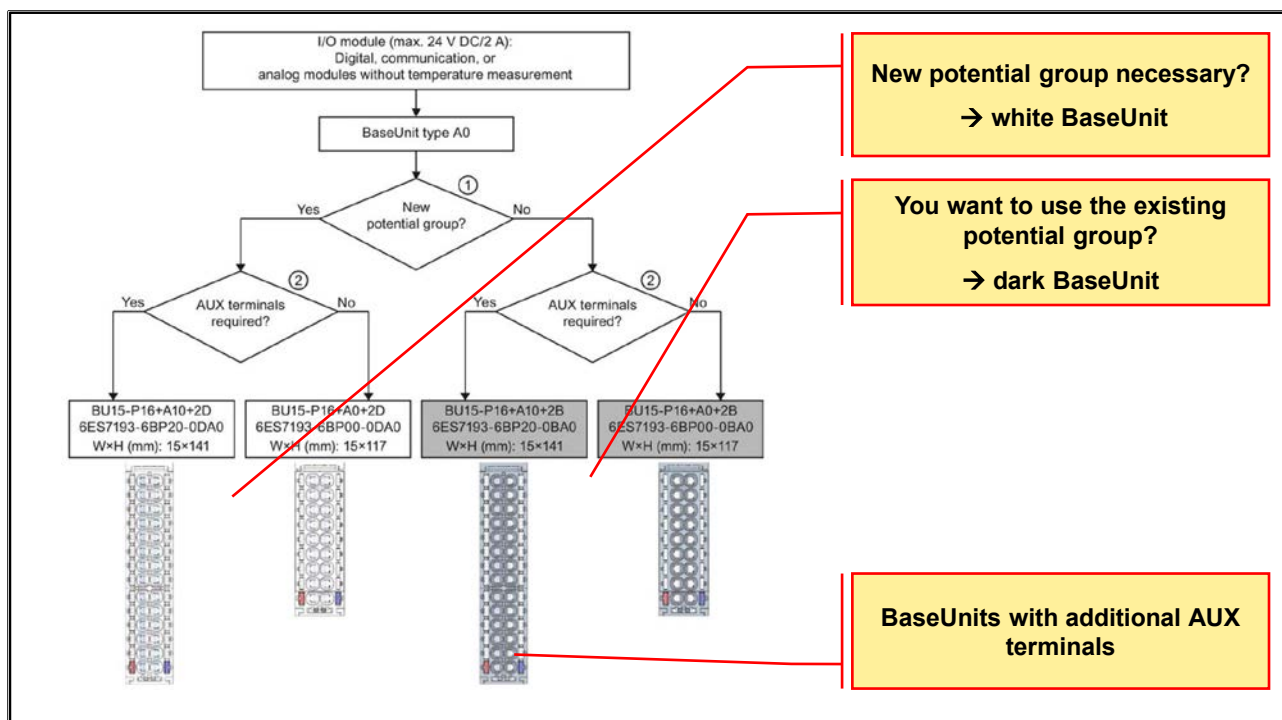 I/O module (max. 24 V DC/2 A):
Digital, communication, or
analog modules without temperature measurement
BaseUnit type A0
①
New
potential group?
Yes
No
②
AUX terminals
required?
Yes
No
②
AUX terminals
required?
Yes
No
BU15-P16+A10+2D
6ES7193-6BP20-0DA0
W×H (mm): 15×141
BU15-P16+A0+2D
6ES7193-6BP00-0DA0
W×H (mm): 15×117
BU15-P16+A10+2B
6ES7193-6BP20-0BA0
W×H (mm): 15×141
BU15-P16+A0+2B
6ES7193-6BP00-0BA0
W×H (mm): 15×117
New potential group necessary?
→ white BaseUnit
You want to use the existing
potential group?
→ dark BaseUnit
BaseUnits with additional AUX
terminals